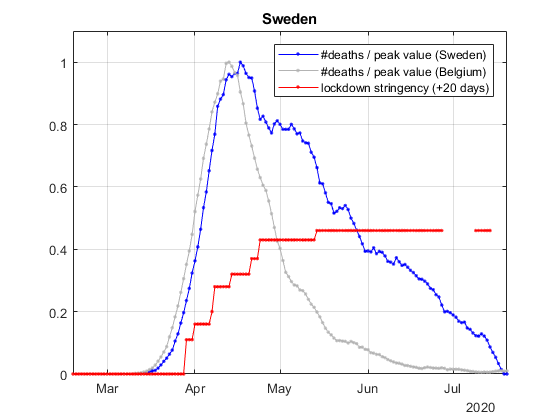 Sweden
#deaths / peak value (Sweden)
#deaths / peak value (Belgium)
lockdown stringency (+20 days)
1
0.8
0.6
0.4
0.2
0
Mar Apr May Jun Jul
2020